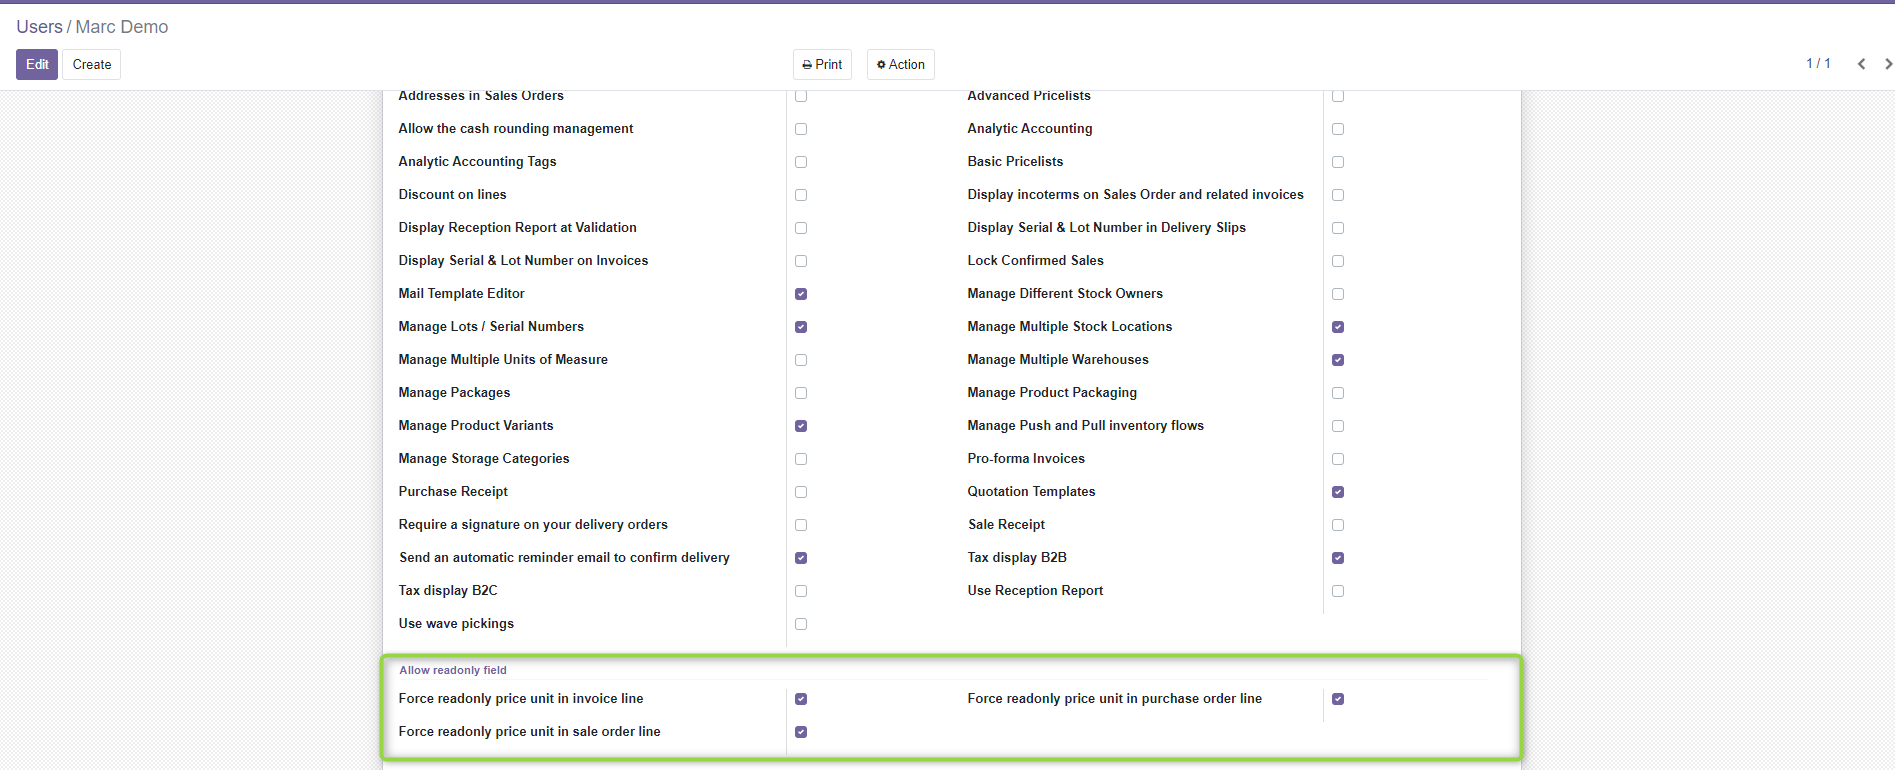 Users / Marc Demo
Edit Create Print Action 1 / 1
Addresses in Sales Orders Advanced Pricelists
Allow the cash rounding management Analytic Accounting
Analytic Accounting Tags Basic Pricelists
Discount on lines Display incoterms on Sales Order and related invoices
Display Reception Report at Validation Display Serial & Lot Number in Delivery Slips
Display Serial & Lot Number on Invoices Lock Confirmed Sales
Mail Template Editor Manage Different Stock Owners
Manage Lots / Serial Numbers Manage Multiple Stock Locations
Manage Multiple Units of Measure Manage Multiple Warehouses
Manage Packages Manage Product Packaging
Manage Product Variants Manage Push and Pull inventory flows
Manage Storage Categories Pro-forma Invoices
Purchase Receipt Quotation Templates
Require a signature on your delivery orders Sale Receipt
Send an automatic reminder email to confirm delivery Tax display B2B
Tax display B2C Use Reception Report
Use wave pickings
Allow readonly field
Force readonly price unit in invoice line Force readonly price unit in purchase order line
Force readonly price unit in sale order line